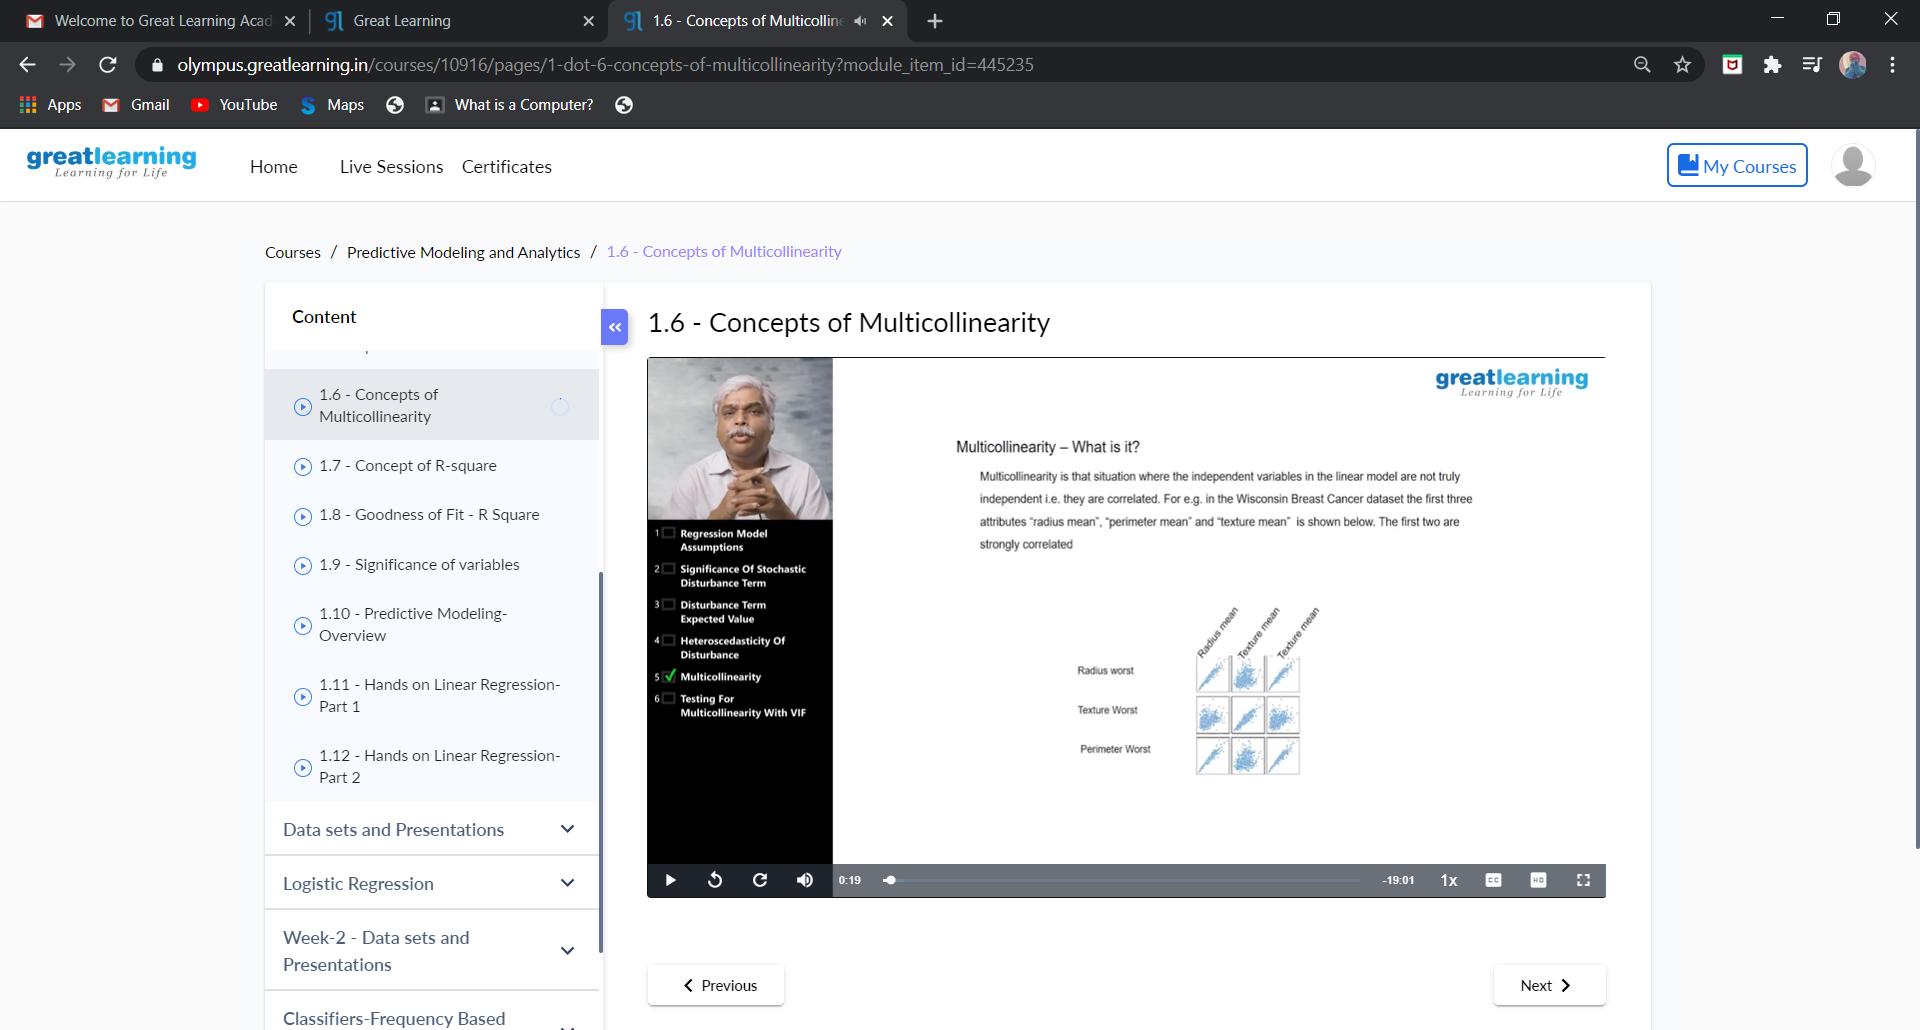 Welcome to Great Learning Acad
Great Learning
1.6 - Concepts of Multicolline
olympus.greatlearning.in/courses/10916/pages/1-dot-6-concepts-of-multicollinearity?module_item_id=445235
Apps
Gmail
YouTube
Maps
What is a Computer?
greatlearning
Learning for Life
Home
Live Sessions
Certificates
My Courses
Courses / Predictive Modeling and Analytics / 1.6 - Concepts of Multicollinearity
Content
1.6 - Concepts of
Multicollinearity
1.7 - Concept of R-square
1.8 - Goodness of Fit - R Square
1.9 - Significance of variables
1.10 - Predictive Modeling-
Overview
1.11 - Hands on Linear Regression-
Part 1
1.12 - Hands on Linear Regression-
Part 2
Data sets and Presentations
Logistic Regression
Week-2 - Data sets and
Presentations
Classifiers-Frequency Based
1.6 - Concepts of Multicollinearity
1 Regression Model
Assumptions
2 Significance Of Stochastic
Disturbance Term
3 Disturbance Term
Expected Value
4 Heteroscedasticity Of
Disturbance
5 Multicollinearity
6 Testing For
Multicollinearity With VIF
greatlearning
Learning for Life
Multicollinearity – What is it?
Multicollinearity is that situation where the independent variables in the linear model are not truly
independent i.e. they are correlated. For e.g. in the Wisconsin Breast Cancer dataset the first three
attributes “radius mean”, “perimeter mean” and “texture mean” is shown below. The first two are
strongly correlated
Radius mean
Texture mean
Texture mean
Radius worst
Texture Worst
Perimeter Worst
0:19
-19:01
1x
CC
HD
Previous
Next